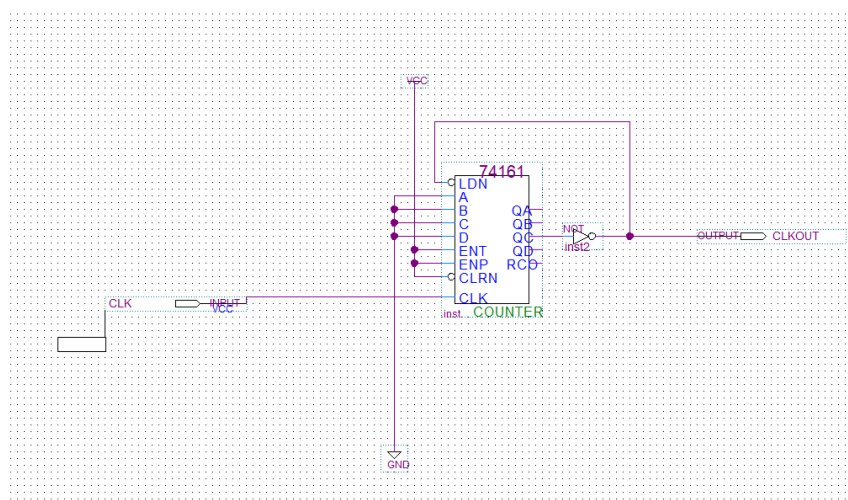 VCC
74161
LDN
A
B
C
D
ENT
ENP
CLRN
CLK
QA
QB
QC
QD
RCO
inst
COUNTER
NOT
inst2
OUTPUT
CLKOUT
CLK
INPUT
VCC
GND